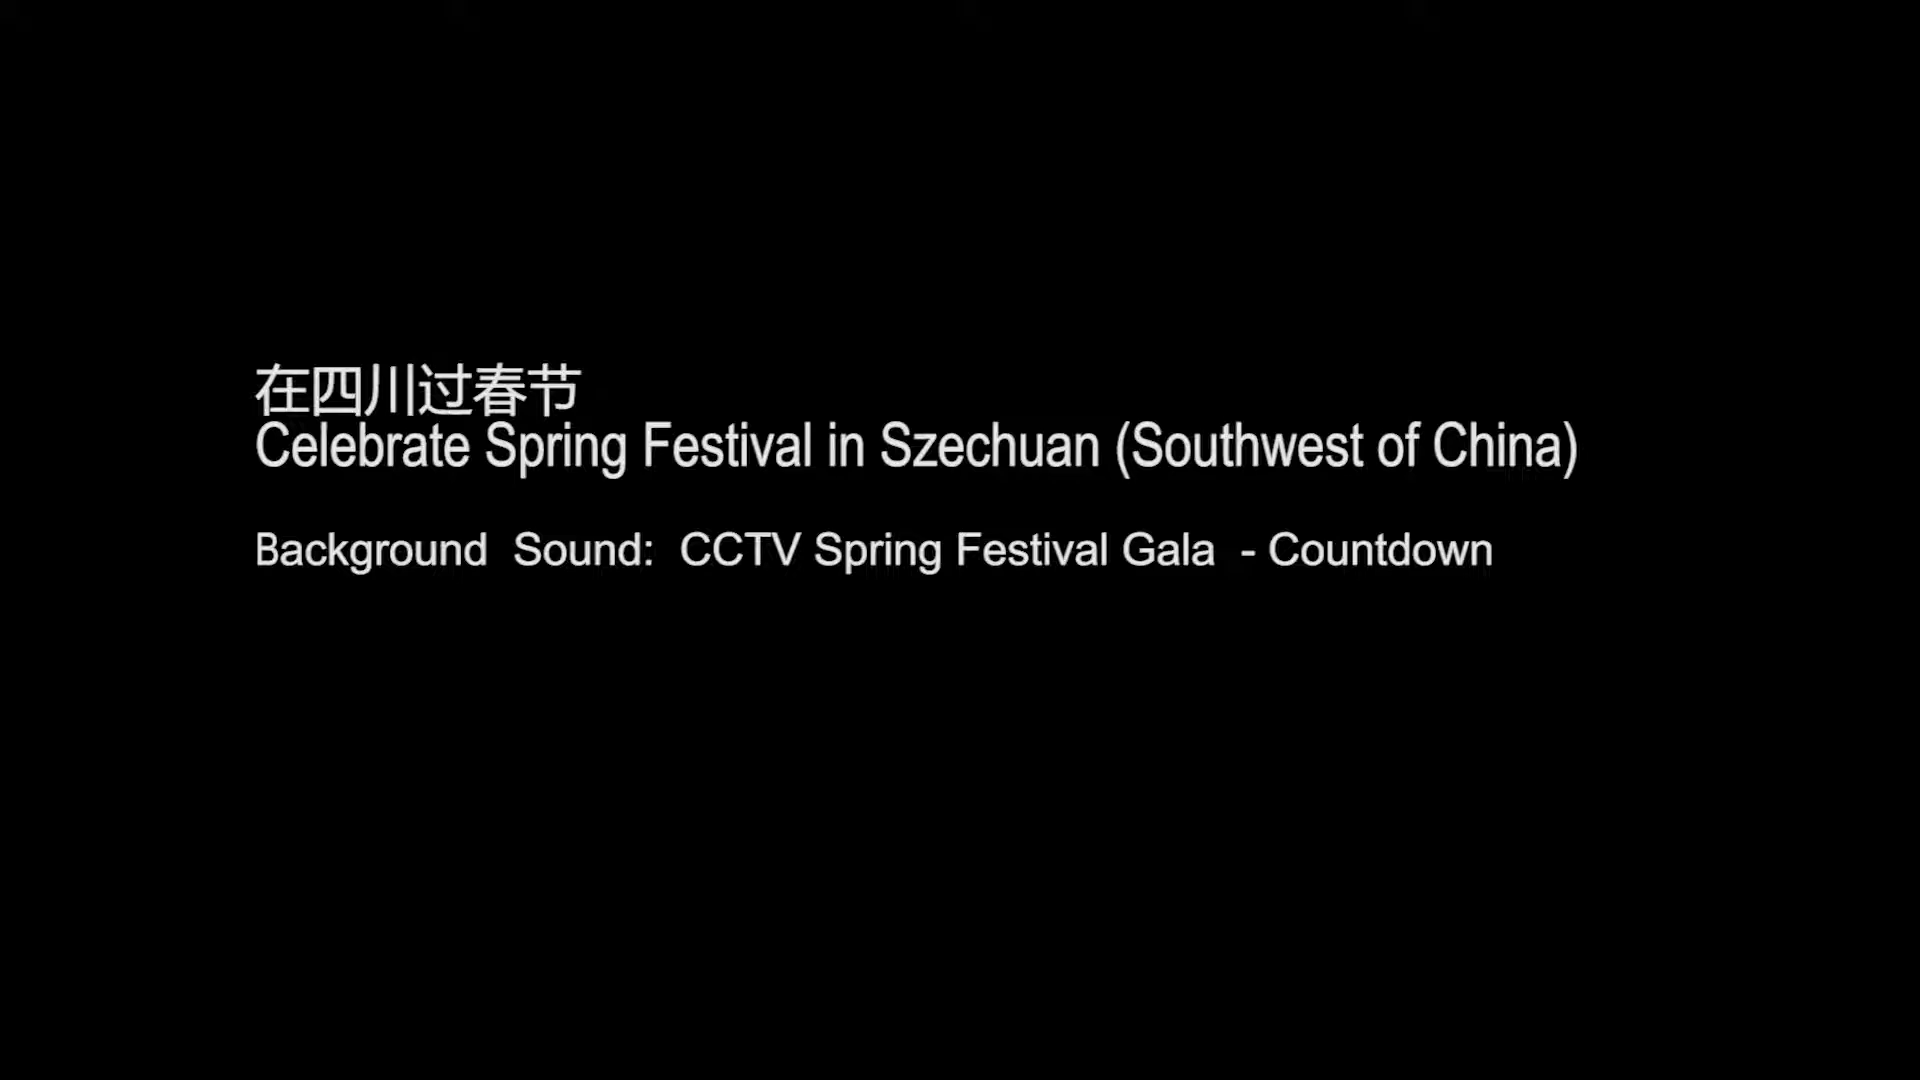 在四川过春节
Celebrate Spring Festival in Szechuan (Southwest of China)
Background Sound: CCTV Spring Festival Gala - Countdown